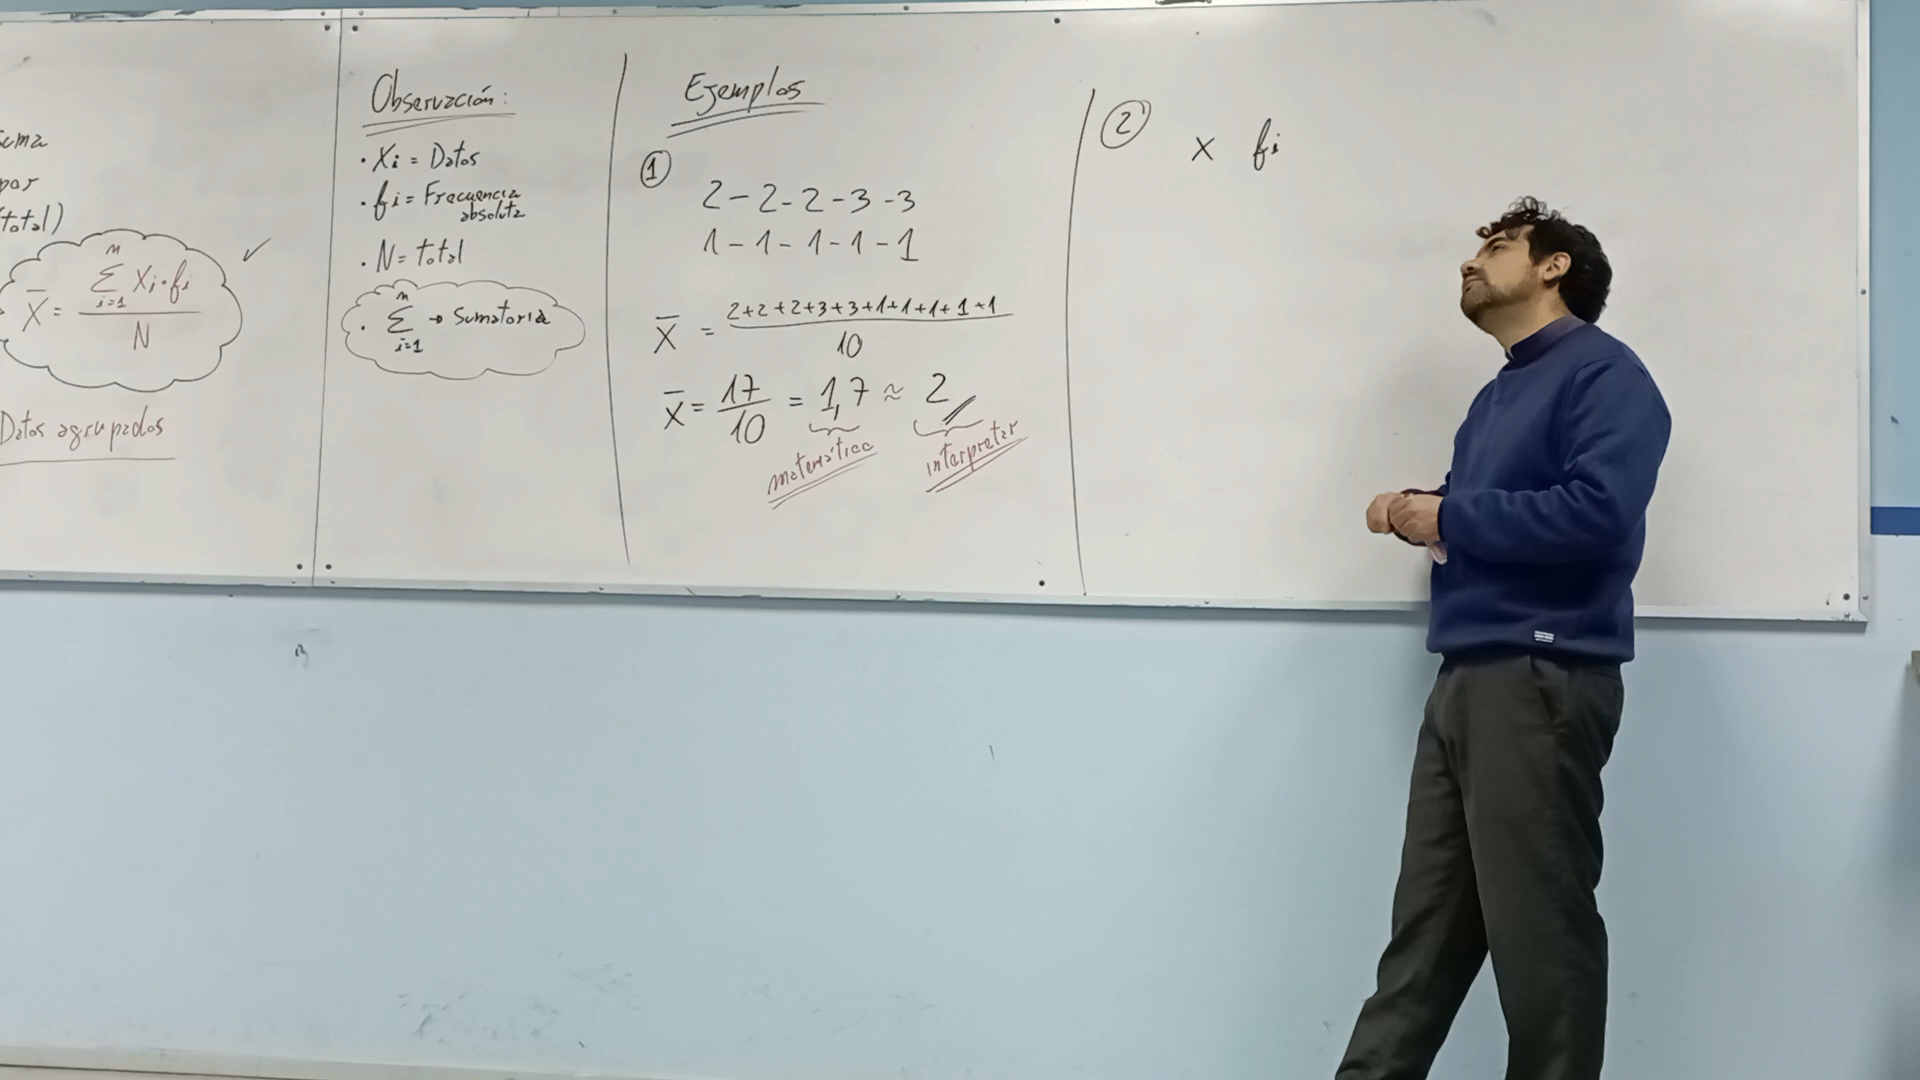 total)
X̄ = n Σ i=1 Xi·fi / N
Datos agrupados
Observación:
· Xi = Datos
· fi = Frecuencia
absoluta
· N = total
· n Σ i=1 → Sumatoria
Ejemplos
1
2 - 2 - 2 - 3 - 3
1 - 1 - 1 - 1 - 1
X̄ = 2+2+2+3+3+1+1+1+1+1 / 10
X̄ = 17/10 = 1,7 ≈ 2
matemático
interpretar
2
x fi